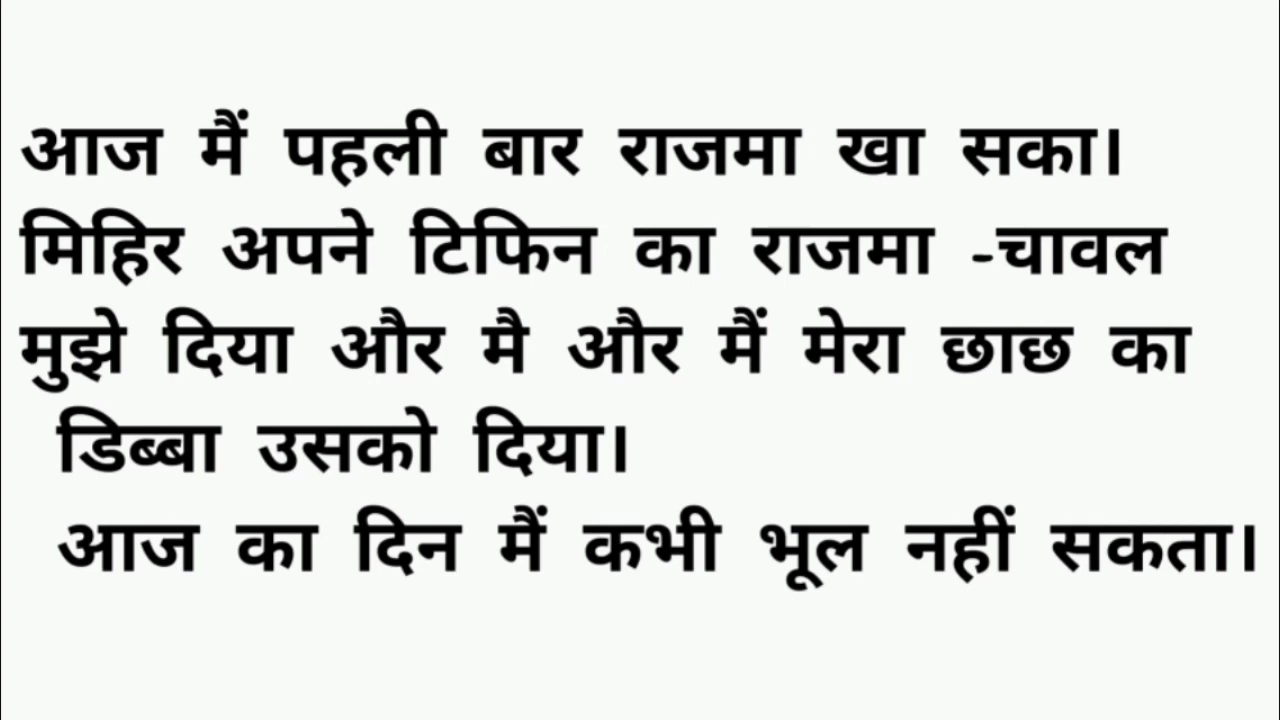 आज मैं पहली बार राजमा खा सका।
मिहिर अपने टिफिन का राजमा -चावल
मुझे दिया और मै और मैं मेरा छाछ का
डिब्बा उसको दिया।
आज का दिन मैं कभी भूल नहीं सकता।